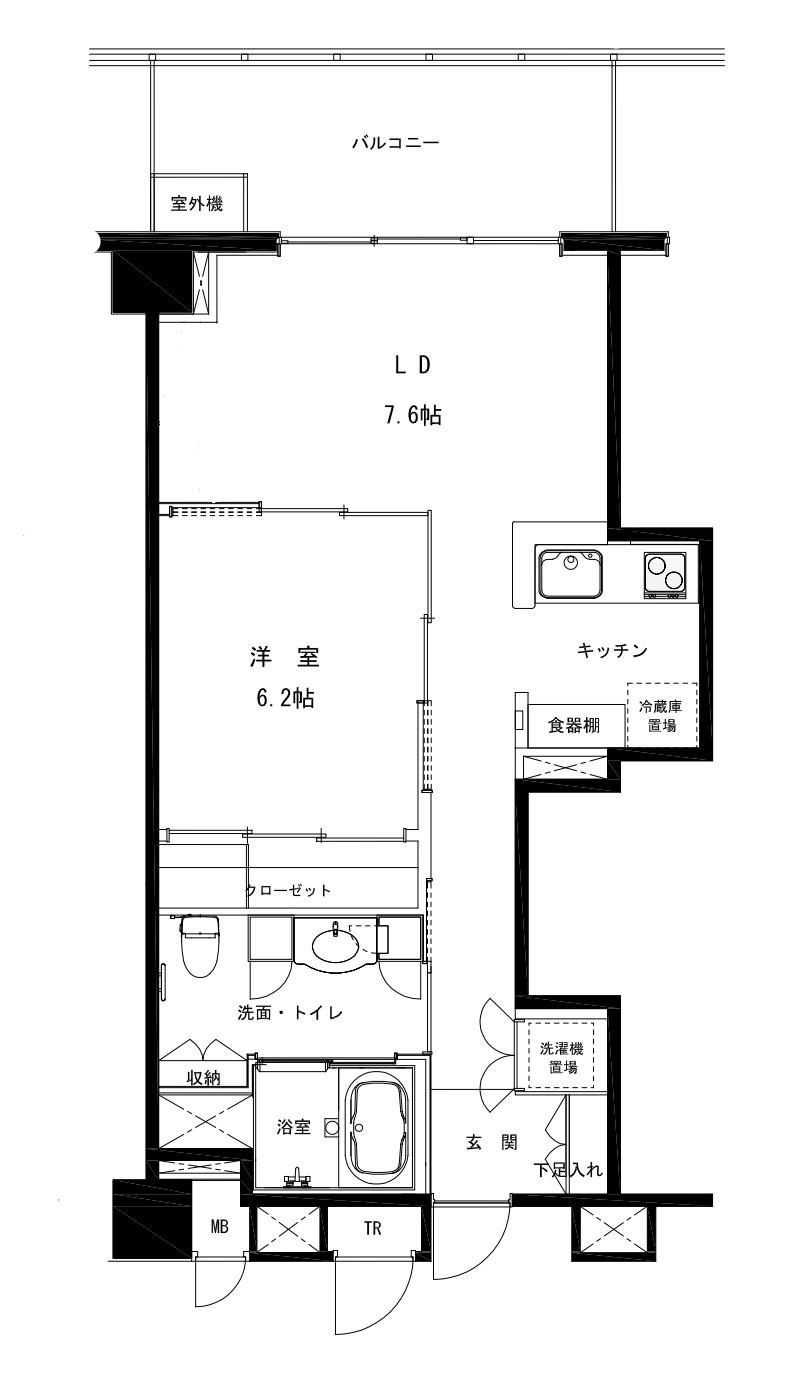 バルコニー
室外機
LD
7.6帖
洋 室
6.2帖
キッチン
冷蔵庫
置場
食器棚
クローゼット
洗面・トイレ
洗濯機
置場
収納
浴室
玄 関
下足入れ
MB
TR